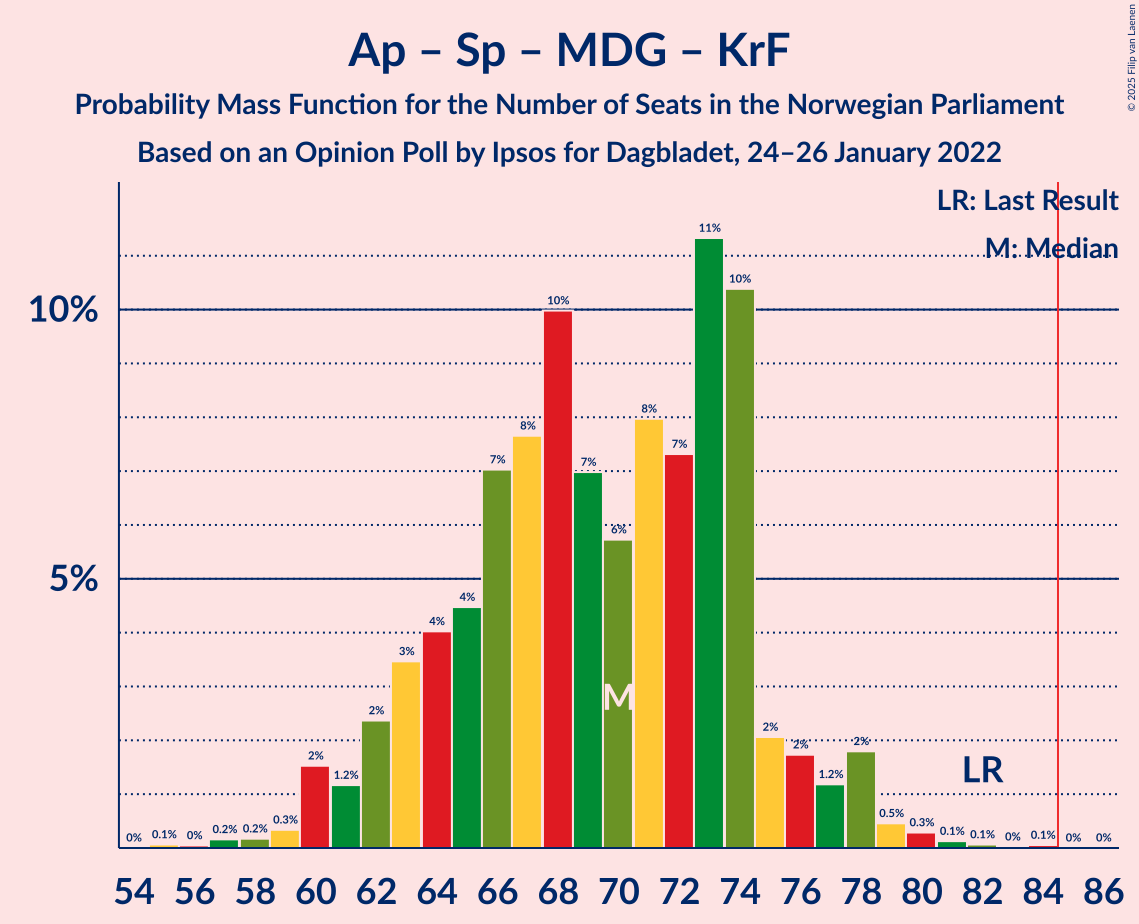 Ap – Sp – MDG – KrF
Probability Mass Function for the Number of Seats in the Norwegian Parliament
Based on an Opinion Poll by Ipsos for Dagbladet, 24–26 January 2022
© 2025 Filip van Laenen
LR: Last Result
M: Median
10%
5%
0% 0.1% 0% 0.2% 0.2% 0.3% 2% 1.2% 2% 3% 4% 4% 7% 8% 10% 7% 6% 8% 7% 11% 10% 2% 2% 1.2% 2% 0.5% 0.3% 0.1% 0.1% 0% 0.1% 0% 0%
M
LR
54 56 58 60 62 64 66 68 70 72 74 76 78 80 82 84 86